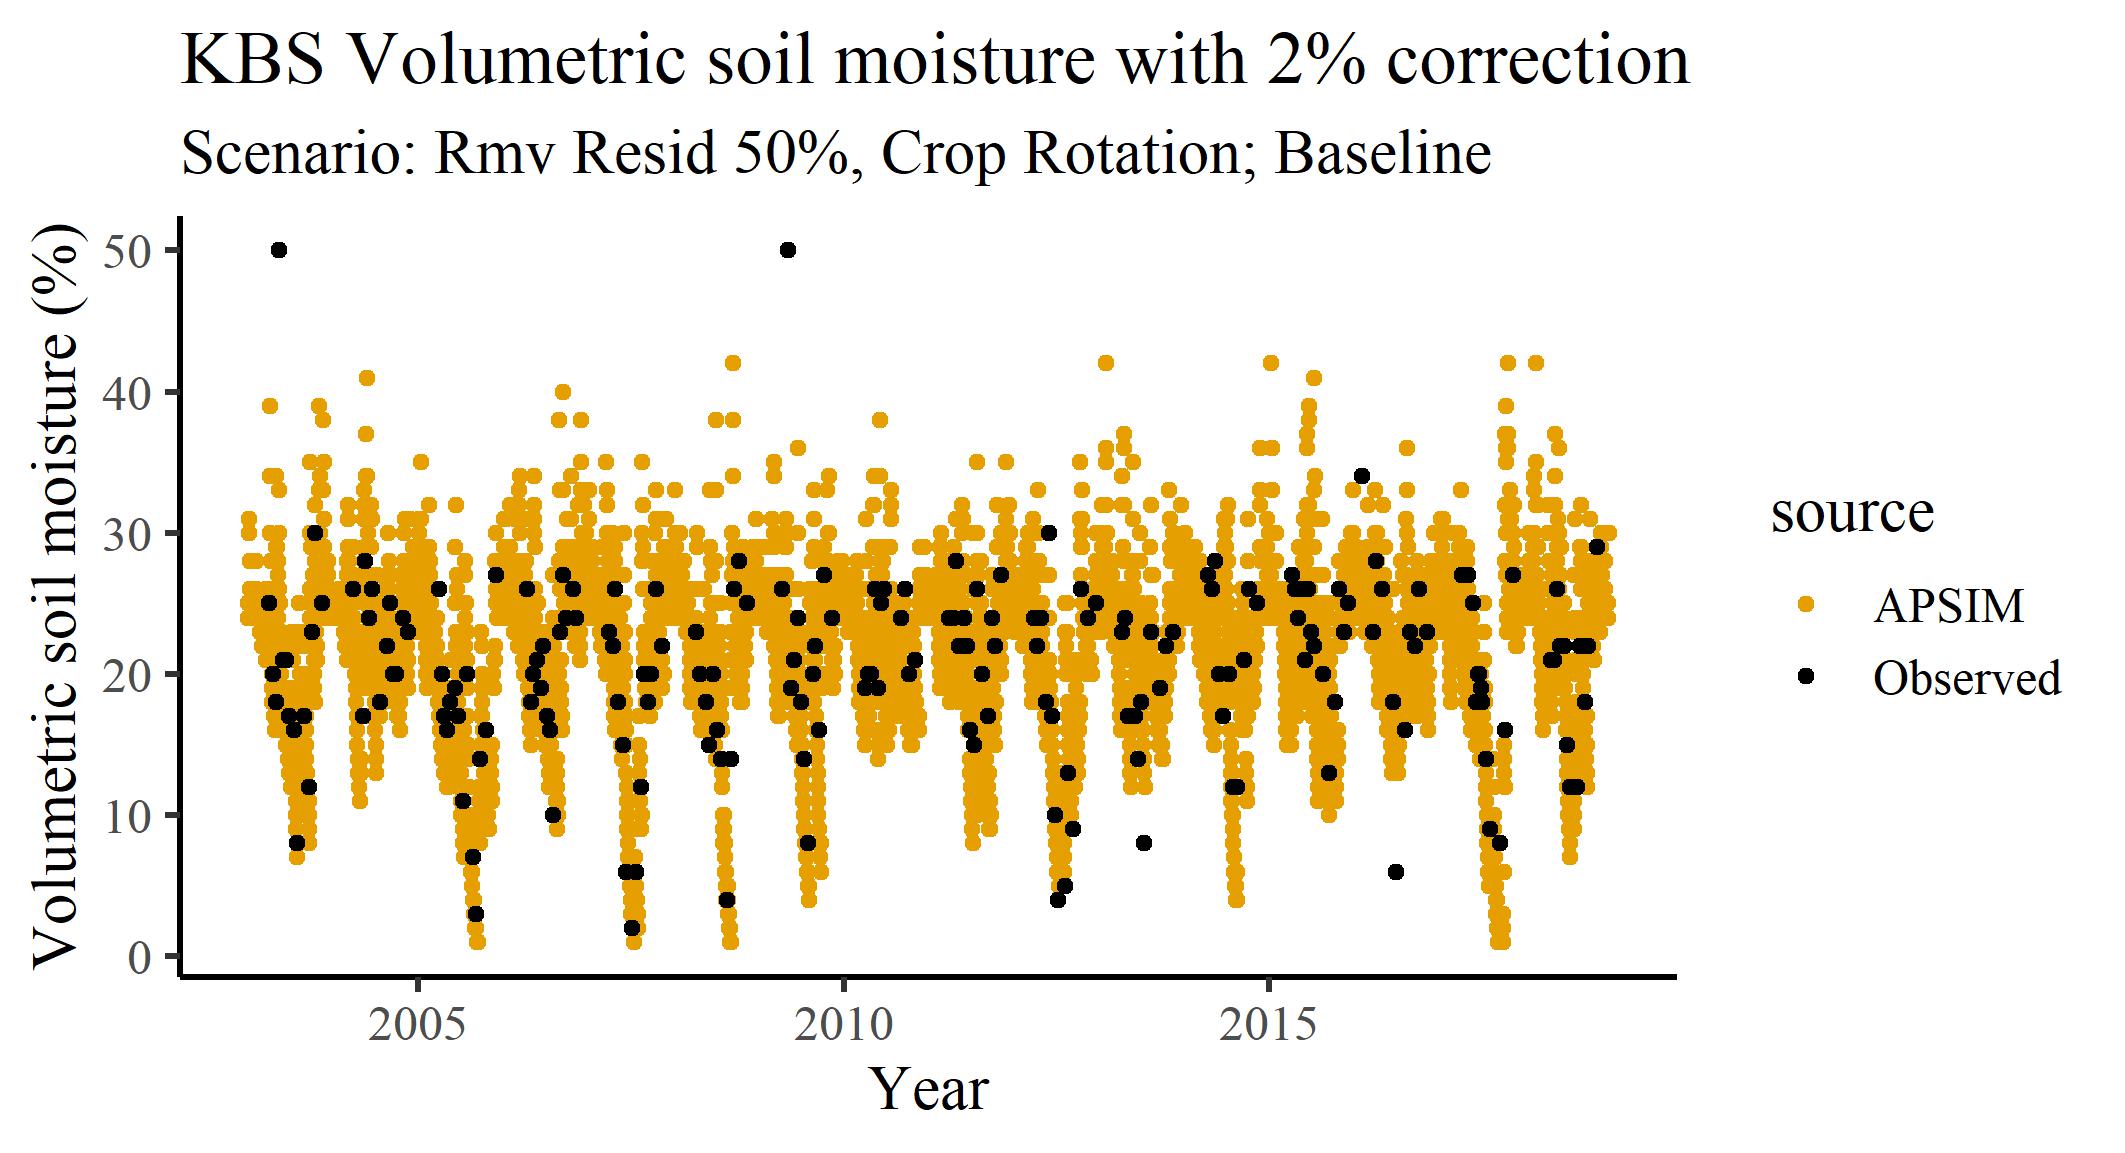 KBS Volumetric soil moisture with 2% correction
Scenario: Rmv Resid 50%, Crop Rotation; Baseline
Volumetric soil moisture (%)
50
40
30
20
10
0
2005 2010 2015
Year
source
APSIM
Observed